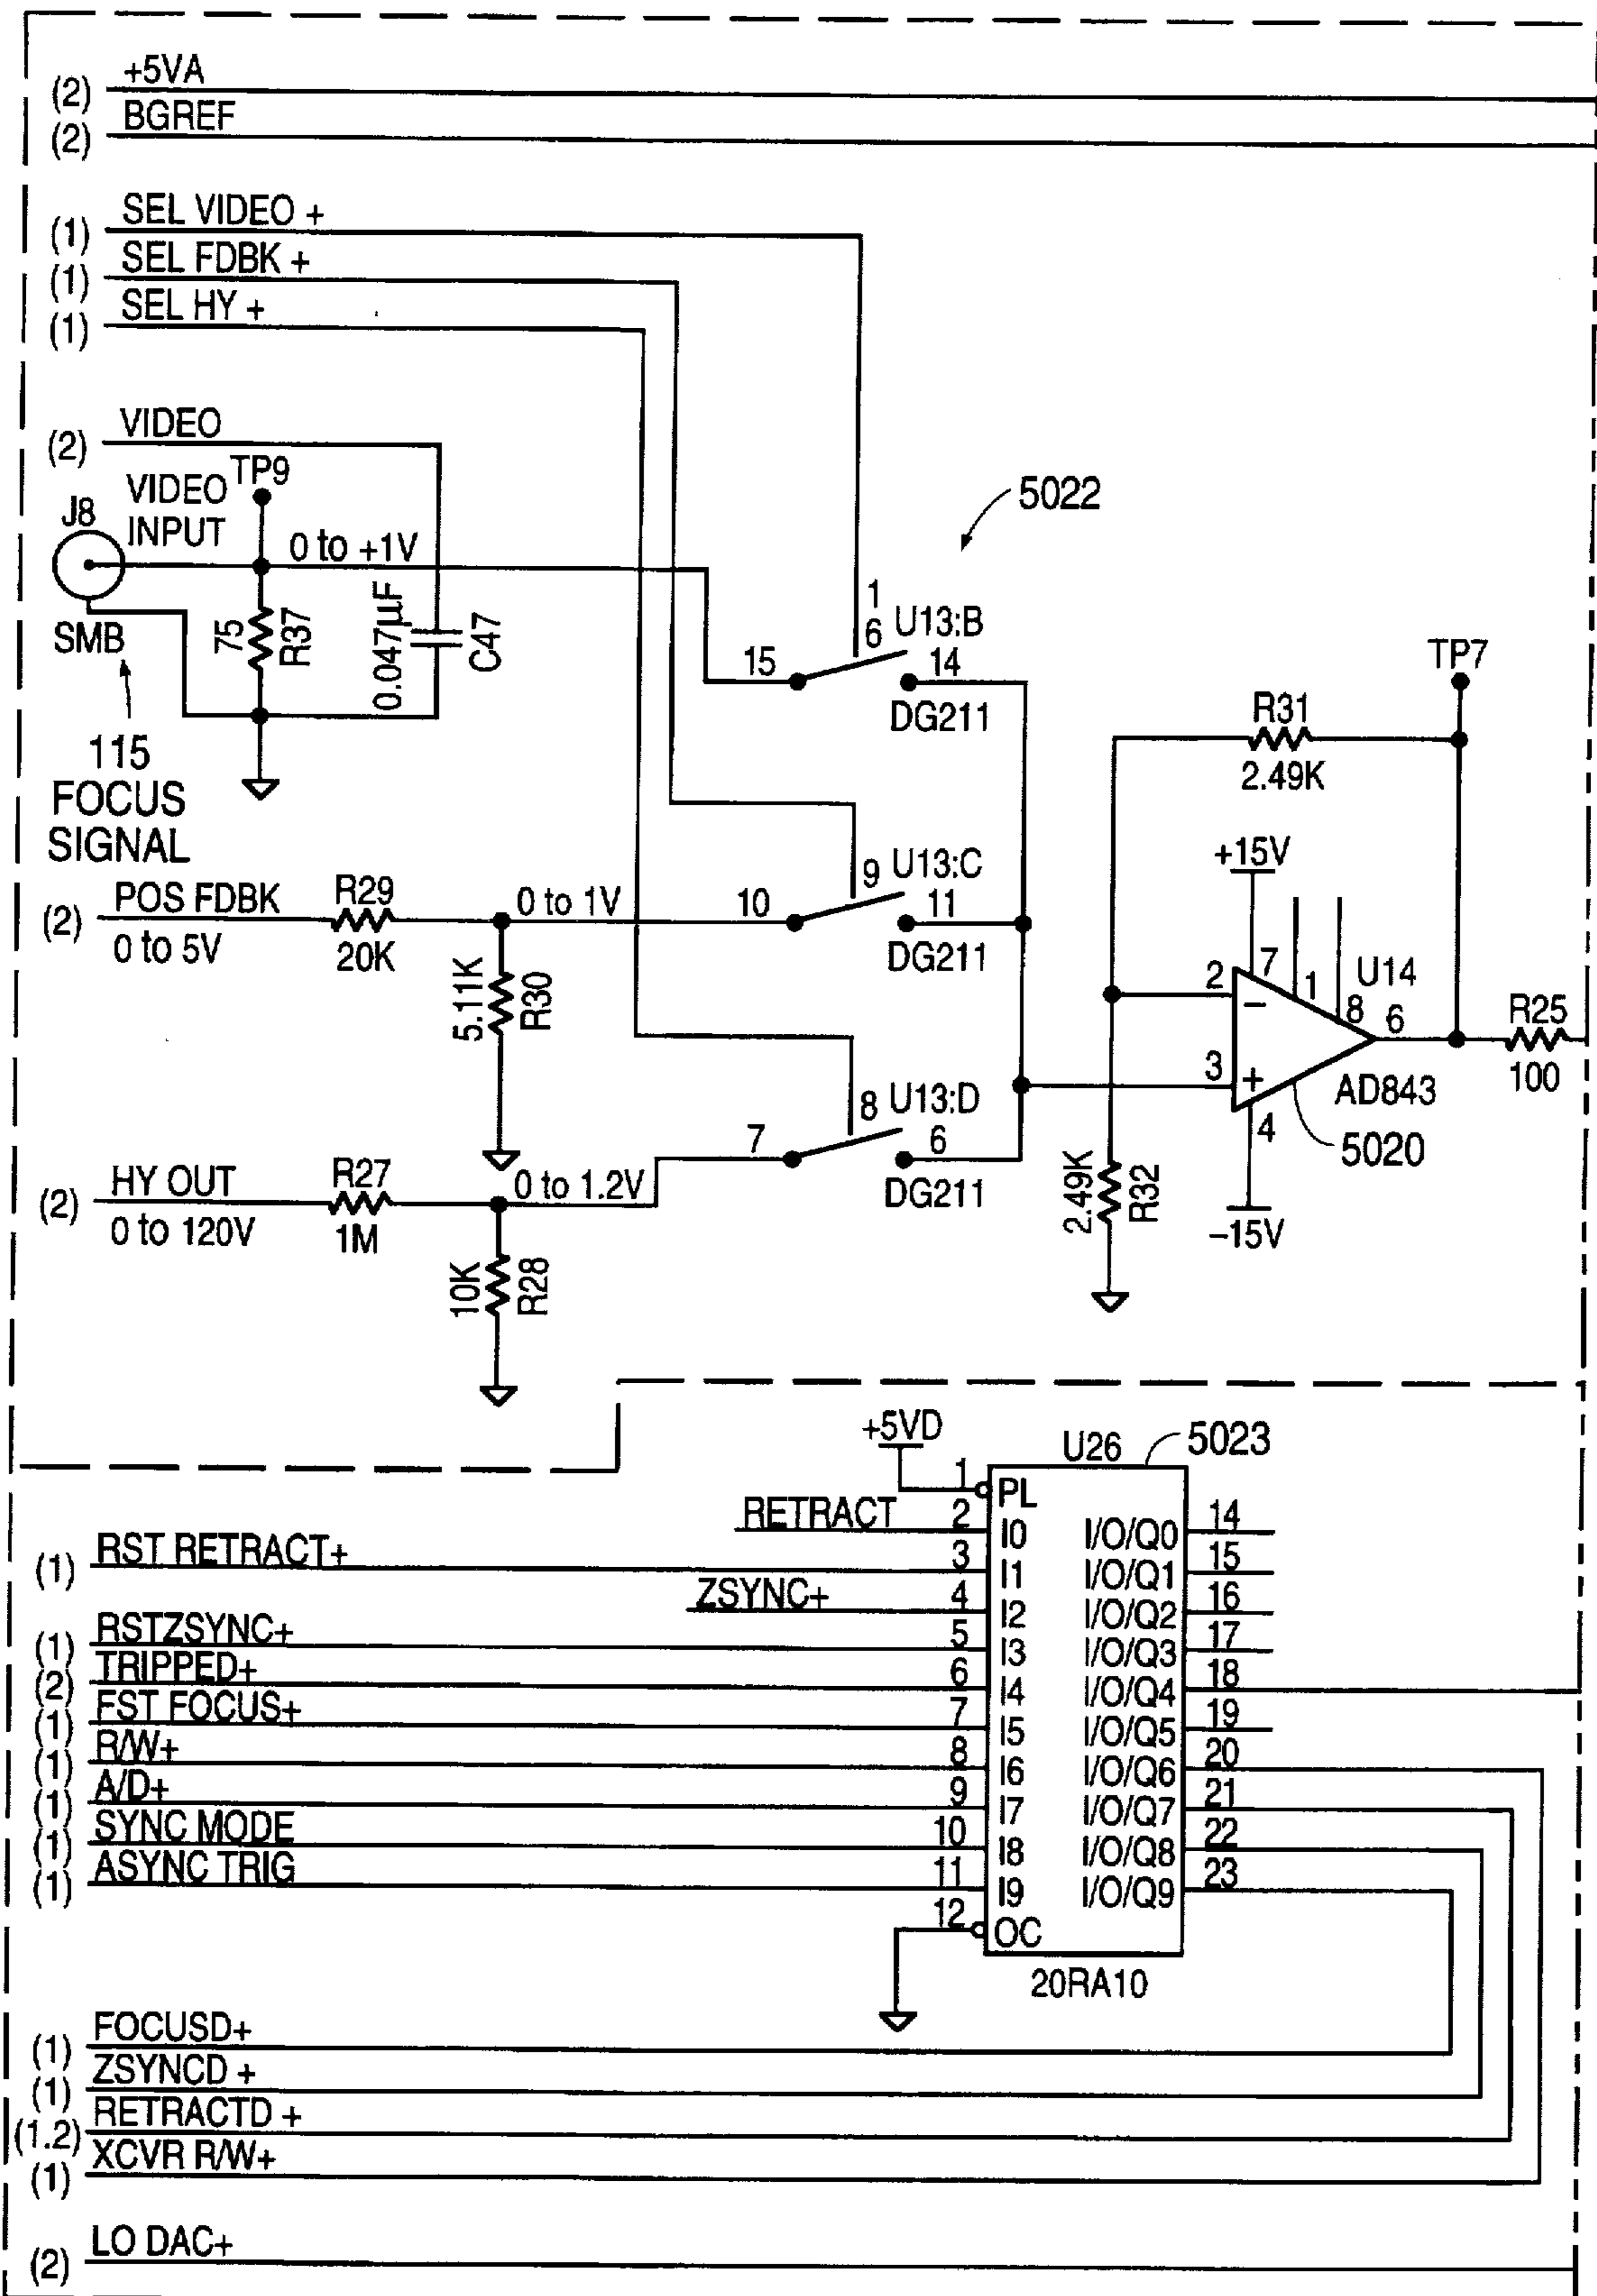 (2) +5VA
(2) BGREF
(1) SEL VIDEO +
(1) SEL FDBK +
(1) SEL HY +
(2) VIDEO
TP9
J8
VIDEO
INPUT
0 to +1V
5022
SMB
75
R37
0.047µF
C47
115
FOCUS
SIGNAL
1
6
U13:B
15
14
DG211
TP7
R31
2.49K
(2) POS FDBK
0 to 5V
R29
20K
0 to 1V
5.11K
R30
9
U13:C
10
11
DG211
+15V
2
7
1
U14
8
6
3
4
AD843
–15V
5020
R25
100
2.49K
R32
8
U13:D
7
6
DG211
(2) HY OUT
0 to 120V
R27
1M
0 to 1.2V
10K
R28
+5VD
U26
5023
1 PL
RETRACT 2 I0 I/O/Q0 14
(1) RST RETRACT+ 3 I1 I/O/Q1 15
ZSYNC+ 4 I2 I/O/Q2 16
(1) RSTZSYNC+ 5 I3 I/O/Q3 17
(2) TRIPPED+ 6 I4 I/O/Q4 18
(1) FST FOCUS+ 7 I5 I/O/Q5 19
(1) R/W+ 8 I6 I/O/Q6 20
(1) A/D+ 9 I7 I/O/Q7 21
(1) SYNC MODE 10 I8 I/O/Q8 22
(1) ASYNC TRIG 11 I9 I/O/Q9 23
12 OC
20RA10
(1) FOCUSD+
(1) ZSYNCD +
(1.2) RETRACTD +
(1) XCVR R/W+
(2) LO DAC+